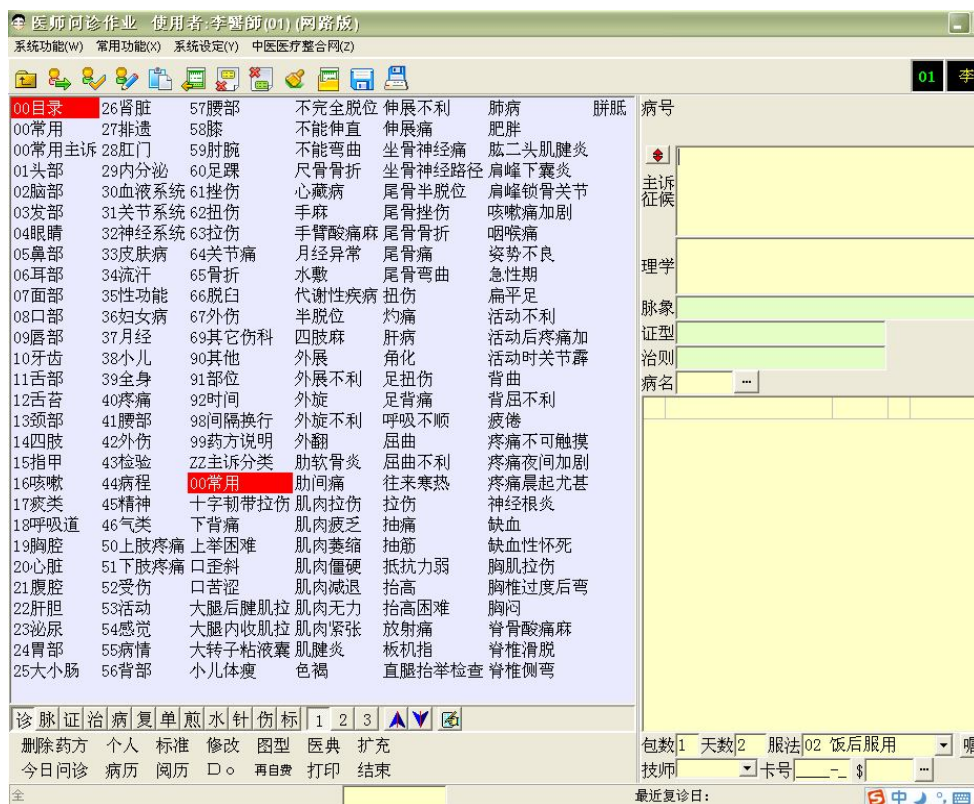 医师问诊作业 使用者:李醫師(01) (网路版)
系统功能(W) 常用功能(X) 系统设定(Y) 中医医疗整合网(Z)
01 李
00目录 26肾脏 57腰部 不完全脱位 伸展不利 肺病 胼胝 病号
00常用 27排遗 58膝 不能伸直 伸展痛 肥胖
00常用主诉 28肛门 59肘腕 不能弯曲 坐骨神经痛 肱二头肌腱炎
01头部 29内分泌 60足踝 尺骨骨折 坐骨神经路径 肩峰下囊炎 主诉
02脑部 30血液系统 61挫伤 心藏病 尾骨半脱位 肩峰锁骨关节 征候
03发部 31关节系统 62扭伤 手麻 尾骨挫伤 咳嗽痛加剧
04眼睛 32神经系统 63拉伤 手臂酸痛麻 尾骨骨折 咽喉痛
05鼻部 33皮肤病 64关节痛 月经异常 尾骨痛 姿势不良
06耳部 34流汗 65骨折 水敷 尾骨弯曲 急性期 理学
07面部 35性功能 66脱臼 代谢性疾病 扭伤 扁平足
08口部 36妇女病 67外伤 半脱位 灼痛 活动不利 脉象
09唇部 37月经 69其它伤科 四肢麻 肝病 活动后疼痛加 证型
10牙齿 38小儿 90其他 外展 角化 活动时关节霹 治则
11舌部 39全身 91部位 外展不利 足扭伤 背曲 病名 ...
12舌苔 40疼痛 92时间 外旋 足背痛 背屈不利
13颈部 41腰部 98间隔换行 外旋不利 呼吸不顺 疲倦
14四肢 42外伤 99药方说明 外翻 屈曲 疼痛不可触摸
15指甲 43检验 ZZ主诉分类 肋软骨炎 屈曲不利 疼痛夜间加剧
16咳嗽 44病程 00常用 肋间痛 往来寒热 疼痛晨起尤甚
17痰类 45精神 十字韧带拉伤 肌肉拉伤 拉伤 神经根炎
18呼吸道 46气类 下背痛 肌肉疲乏 抽痛 缺血
19胸腔 50上肢疼痛 上举困难 肌肉萎缩 抽筋 缺血性怀死
20心脏 51下肢疼痛 口歪斜 肌肉僵硬 抵抗力弱 胸肌拉伤
21腹腔 52受伤 口苦涩 肌肉减退 抬高 胸椎过度后弯
22肝胆 53活动 大腿后腱肌拉 肌肉无力 抬高困难 胸闷
23泌尿 54感觉 大腿内收肌拉 肌肉紧张 放射痛 脊骨酸痛麻
24胃部 55病情 大转子粘液囊 肌腱炎 板机指 脊椎滑脱
25大小肠 56背部 小儿体瘦 色褐 直腿抬举检查 脊椎侧弯
诊 脉 证 治 病 复 单 煎 水 针 伤 标 1 2 3
删除药方 个人 标准 修改 图型 医典 扩充 包数 1 天数 2 服法 02 饭后服用 嘱
今日问诊 病历 阅历 D。 再自费 打印 结束 技师 卡号 ____-_ $ ...
全 最近复诊日: 中